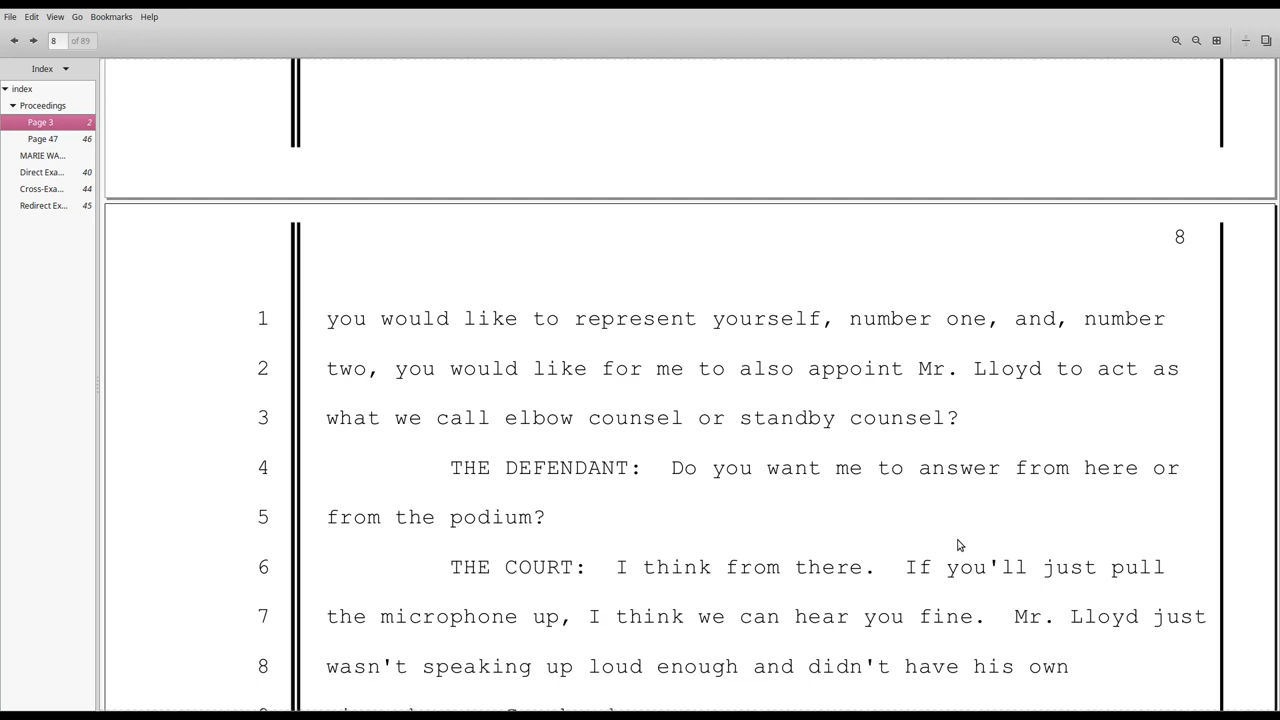 File Edit View Go Bookmarks Help
8 of 89
Index
index
Proceedings
Page 3 2
Page 47 46
MARIE WA...
Direct Exa... 40
Cross-Exa... 44
Redirect Ex... 45
8
1 you would like to represent yourself, number one, and, number
2 two, you would like for me to also appoint Mr. Lloyd to act as
3 what we call elbow counsel or standby counsel?
4 THE DEFENDANT: Do you want me to answer from here or
5 from the podium?
6 THE COURT: I think from there. If you'll just pull
7 the microphone up, I think we can hear you fine. Mr. Lloyd just
8 wasn't speaking up loud enough and didn't have his own